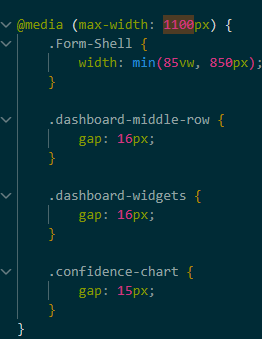 @media (max-width: 1100px) {
.Form-Shell {
width: min(85vw, 850px);
}
.dashboard-middle-row {
gap: 16px;
}
.dashboard-widgets {
gap: 16px;
}
.confidence-chart {
gap: 15px;
}
}